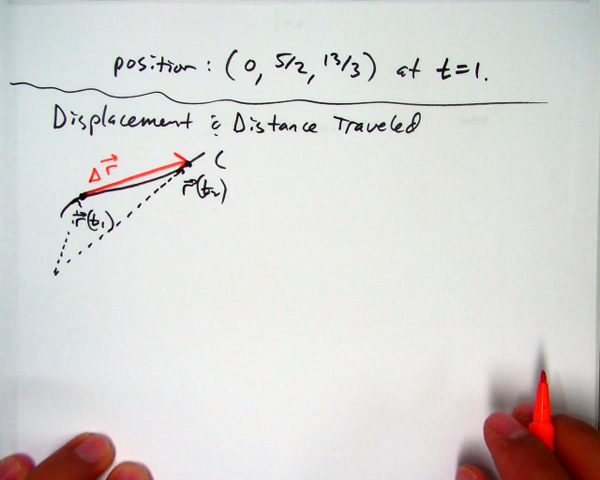 position: (0, 5/2, 13/3) at t=1.
Displacement & Distance Traveled
Δr⃗
C
r⃗(t₂)
r⃗(t₁)